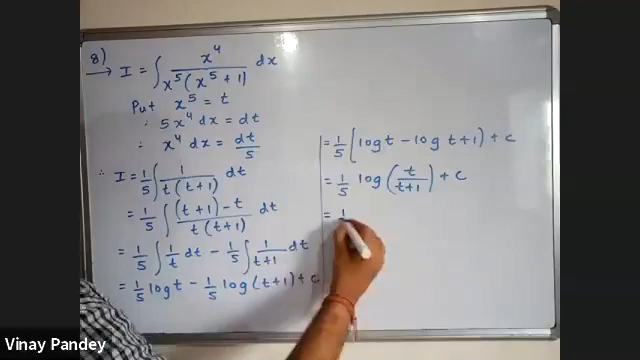 8) → I = ∫ x⁴ / x⁵(x⁵+1) dx
Put x⁵ = t
∴ 5x⁴ dx = dt
∴ x⁴ dx = dt/5
∴ I = 1/5 ∫ 1 / t(t+1) dt
= 1/5 ∫ (t+1)-t / t(t+1) dt
= 1/5 ∫ 1/t dt - 1/5 ∫ 1/(t+1) dt
= 1/5 log t - 1/5 log (t+1) + c
= 1/5 [log t - log t+1) + c
= 1/5 log (t/t+1) + c
= 1
Vinay Pandey